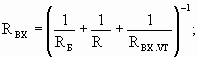 R_ВХ = (1/R_Б + 1/R + 1/R_ВХ,VT)^−1;